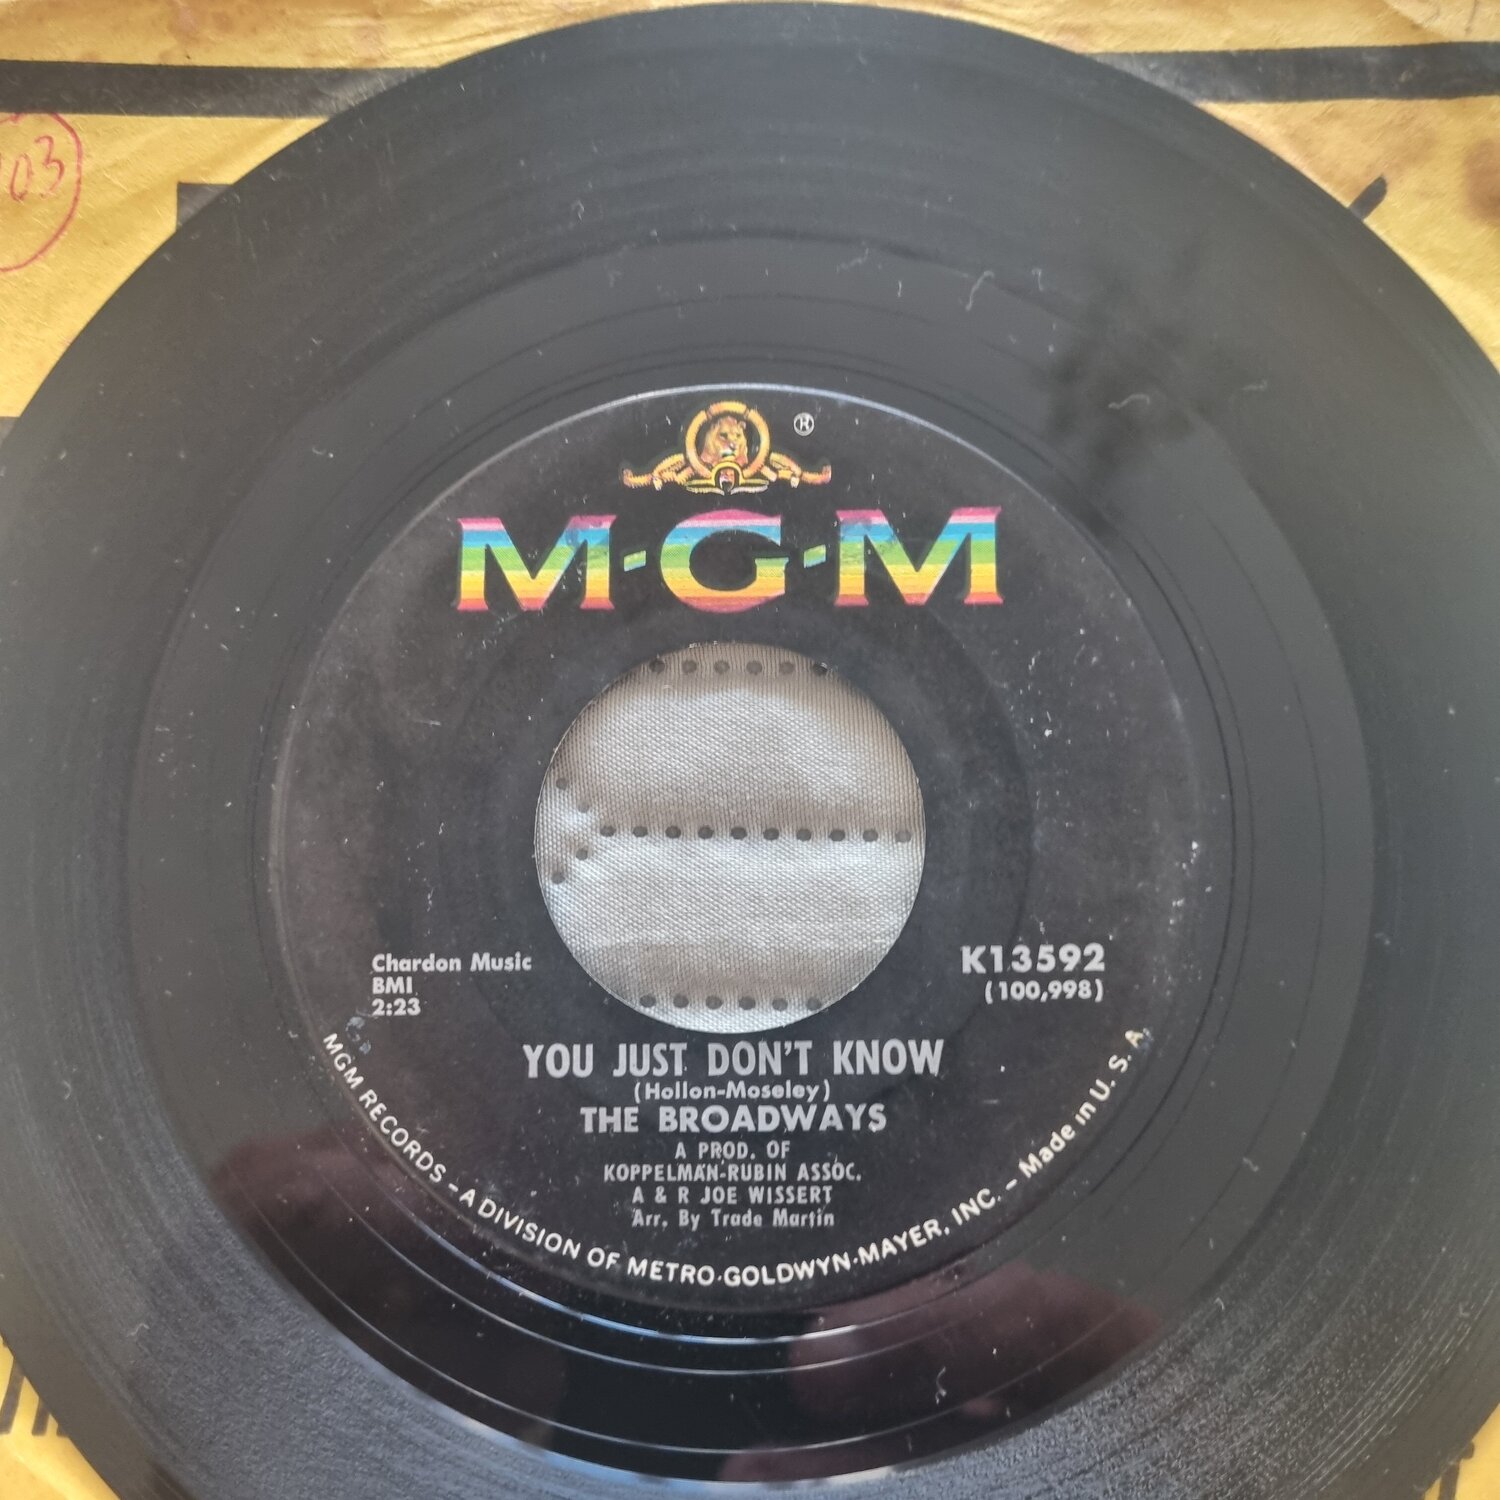 03
®
M·G·M
Chardon Music
BMI
2:23
K13592
(100,998)
YOU JUST DON'T KNOW
(Hollon-Moseley)
THE BROADWAYS
A PROD. OF
KOPPELMAN-RUBIN ASSOC.
A & R JOE WISSERT
Arr. By Trade Martin
MGM RECORDS – A DIVISION OF METRO-GOLDWYN-MAYER, INC. – Made in U. S. A.